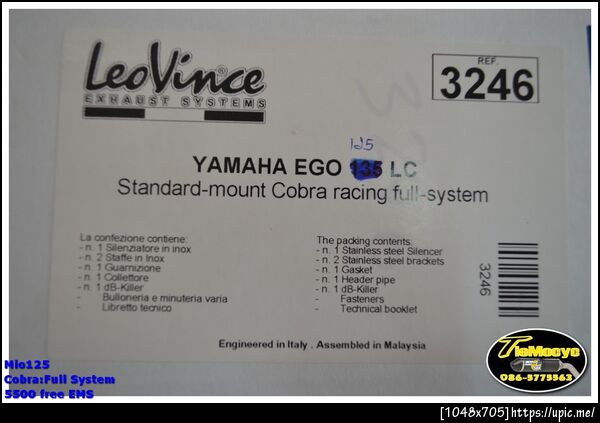 LEOVINCE
EXHAUST SYSTEMS
REF.
3246
125
YAMAHA EGO 135 LC
Standard-mount Cobra racing full-system
La confezione contiene:
- n. 1 Silenziatore in inox
- n. 2 Staffe in Inox
- n. 1 Guarnizione
- n. 1 Collettore
- n. 1 dB-Killer
- Bulloneria e minuteria varia
- Libretto tecnico
The packing contents:
- n. 1 Stainless steel Silencer
- n. 2 Stainless steel brackets
- n. 1 Gasket
- n. 1 Header pipe
- n. 1 dB-Killer
- Fasteners
- Technical booklet
3246
Engineered in Italy . Assembled in Malaysia
Mio125
Cobra:Full System
5500 free EMS
TloMooyc
086-5775563
[1048x705]https://upic.me/